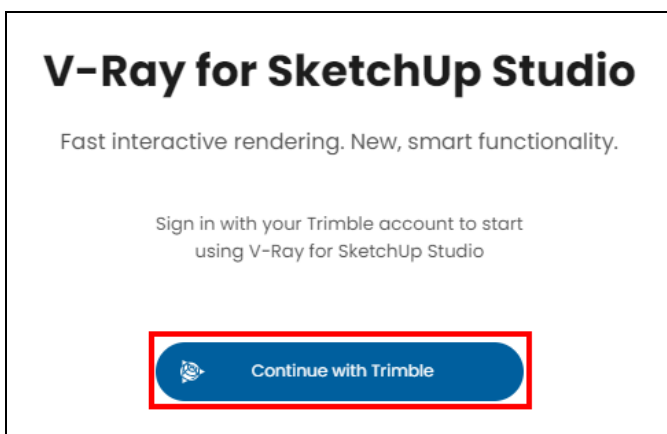 V-Ray for SketchUp Studio
Fast interactive rendering. New, smart functionality.
Sign in with your Trimble account to start
using V-Ray for SketchUp Studio
Continue with Trimble